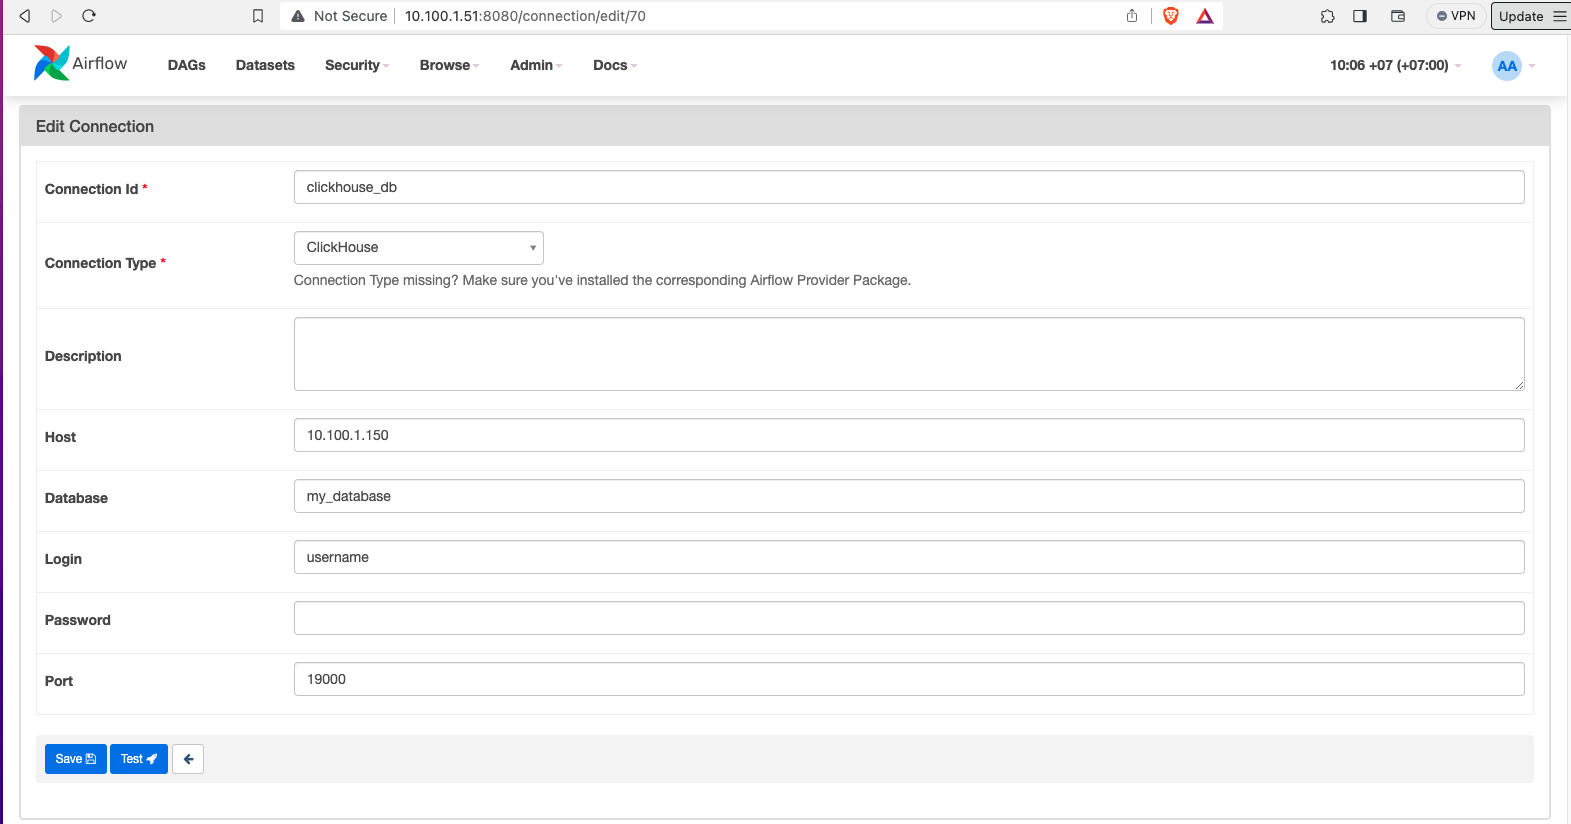 Not Secure 10.100.1.51:8080/connection/edit/70 VPN Update
Airflow DAGs Datasets Security Browse Admin Docs 10:06 +07 (+07:00) AA
Edit Connection
Connection Id * clickhouse_db
Connection Type * ClickHouse
Connection Type missing? Make sure you've installed the corresponding Airflow Provider Package.
Description
Host 10.100.1.150
Database my_database
Login username
Password
Port 19000
Save Test